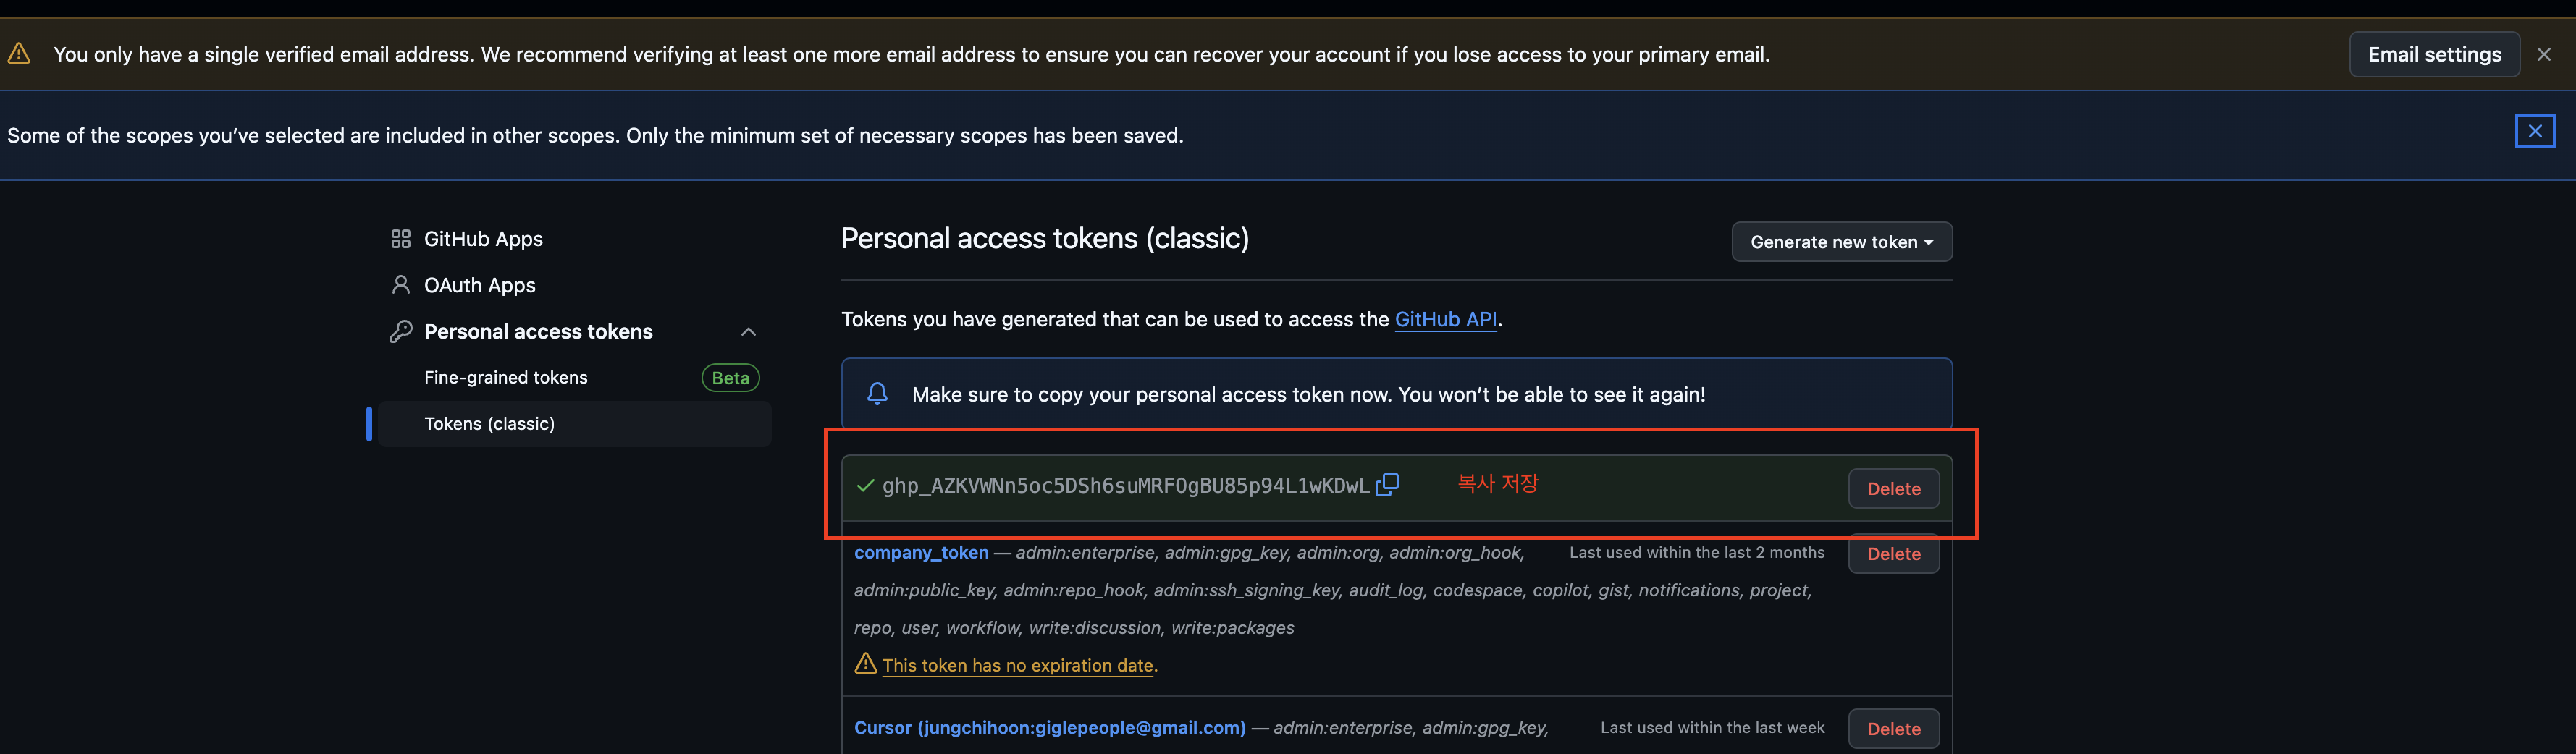 You only have a single verified email address. We recommend verifying at least one more email address to ensure you can recover your account if you lose access to your primary email.
Email settings
Some of the scopes you’ve selected are included in other scopes. Only the minimum set of necessary scopes has been saved.
GitHub Apps
OAuth Apps
Personal access tokens
Fine-grained tokens
Beta
Tokens (classic)
Personal access tokens (classic)
Generate new token
Tokens you have generated that can be used to access the GitHub API.
Make sure to copy your personal access token now. You won’t be able to see it again!
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
복사 저장
Delete
company_token — admin:enterprise, admin:gpg_key, admin:org, admin:org_hook,
Last used within the last 2 months
Delete
admin:public_key, admin:repo_hook, admin:ssh_signing_key, audit_log, codespace, copilot, gist, notifications, project,
repo, user, workflow, write:discussion, write:packages
This token has no expiration date.
Cursor (jungchihoon:giglepeople@gmail.com) — admin:enterprise, admin:gpg_key,
Last used within the last week
Delete